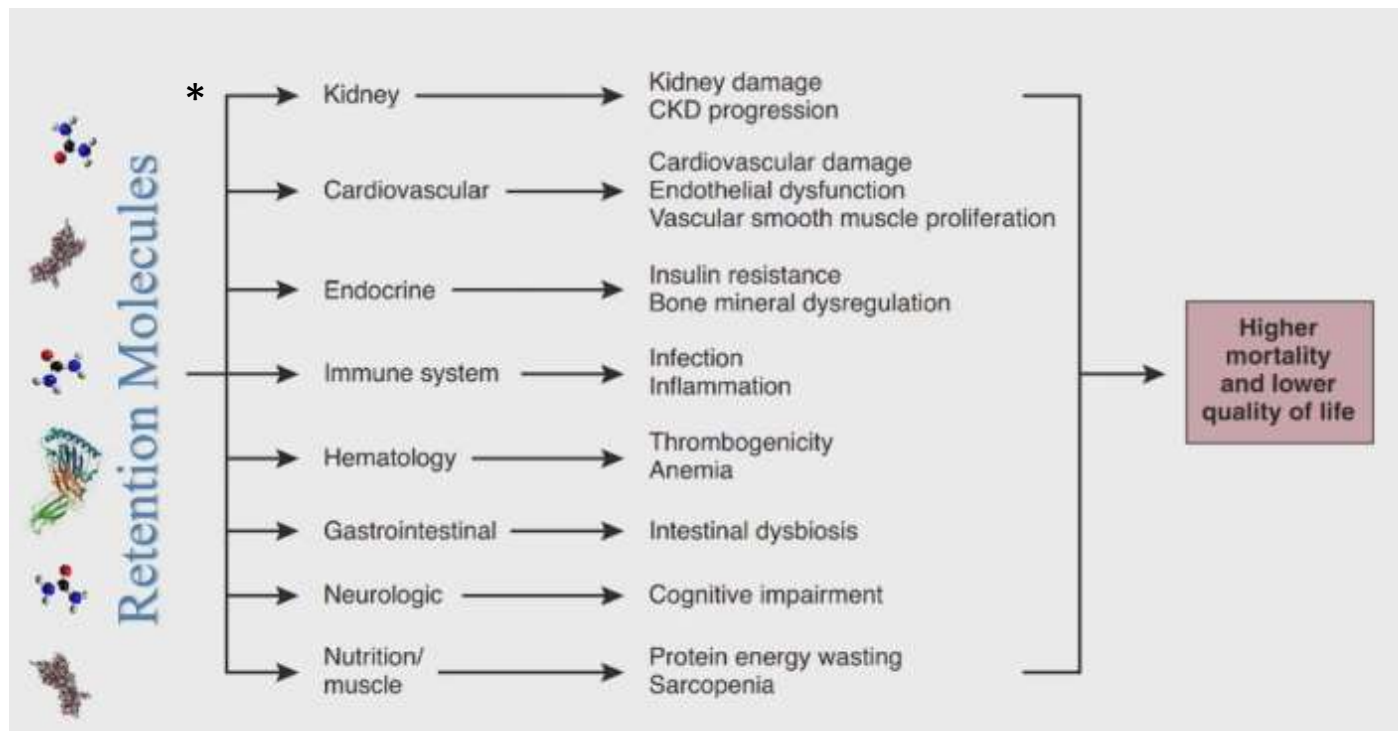 Retention Molecules
*
Kidney
Kidney damage
CKD progression
Cardiovascular
Cardiovascular damage
Endothelial dysfunction
Vascular smooth muscle proliferation
Endocrine
Insulin resistance
Bone mineral dysregulation
Immune system
Infection
Inflammation
Hematology
Thrombogenicity
Anemia
Gastrointestinal
Intestinal dysbiosis
Neurologic
Cognitive impairment
Nutrition/
muscle
Protein energy wasting
Sarcopenia
Higher
mortality
and lower
quality of life